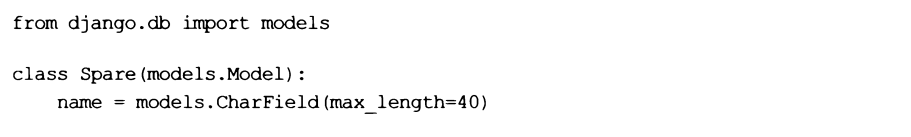 from django.db import models

class Spare(models.Model):
    name = models.CharField(max_length=40)